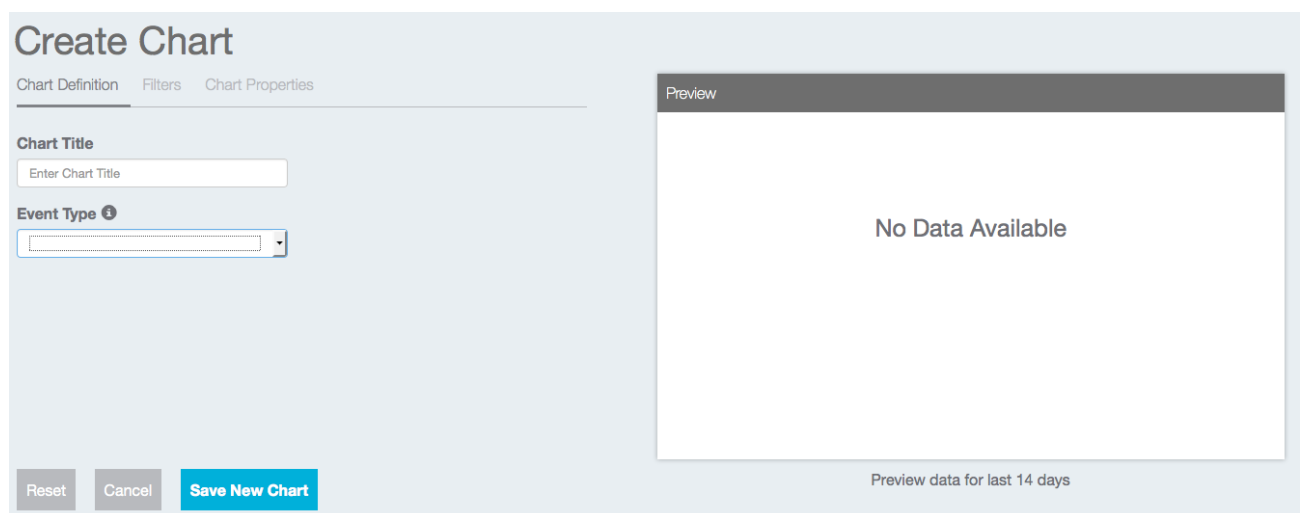 Create Chart
Chart Definition Filters Chart Properties
Chart Title
Enter Chart Title
Event Type
Reset Cancel Save New Chart
Preview
No Data Available
Preview data for last 14 days